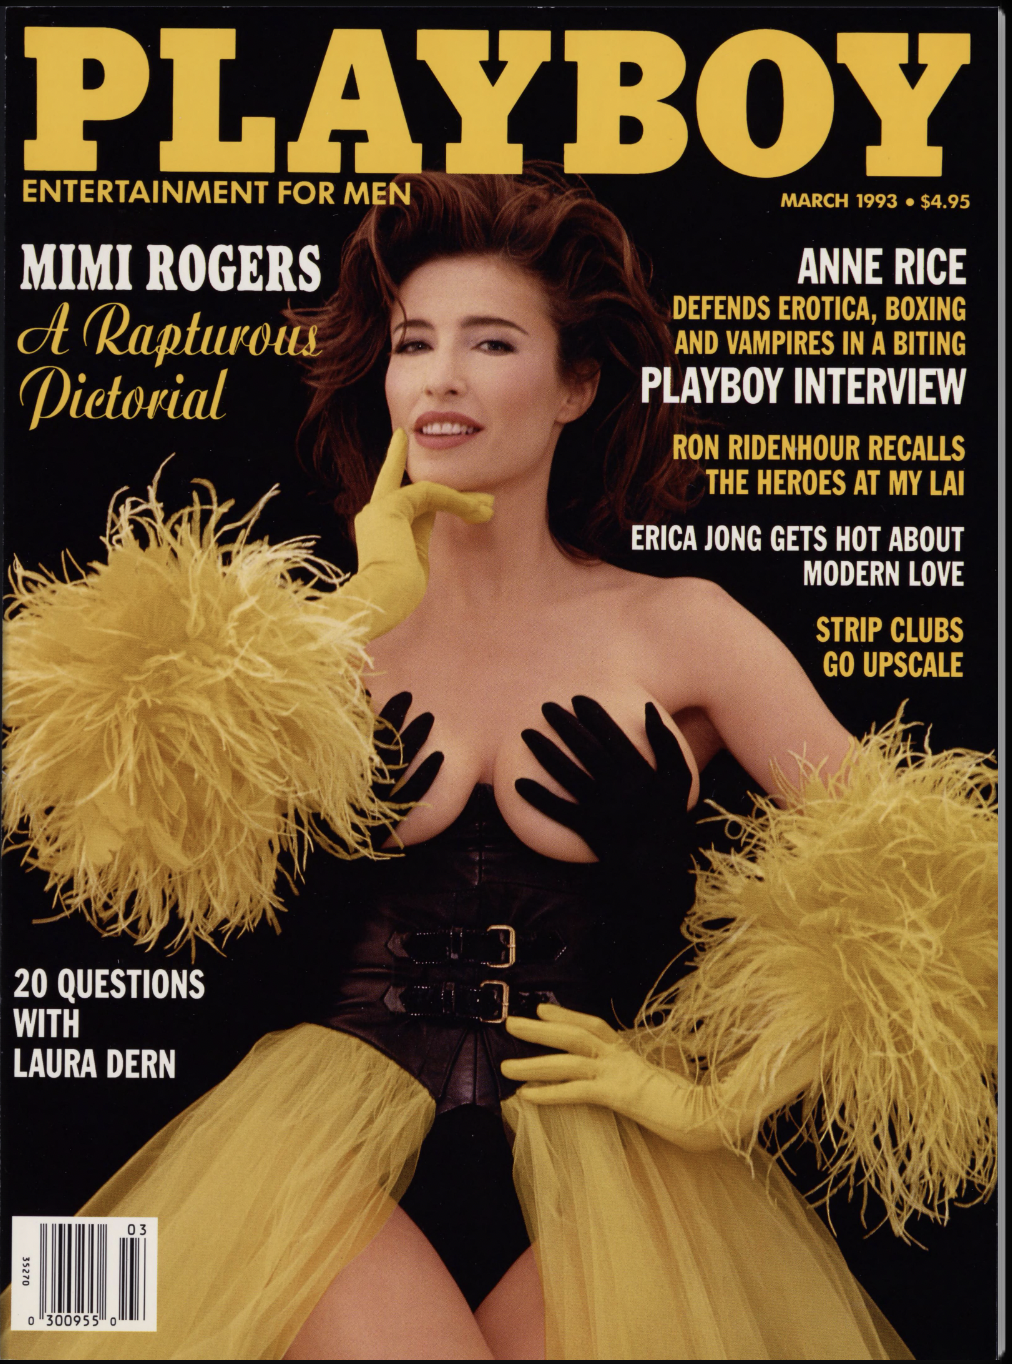 PLAYBOY
ENTERTAINMENT FOR MEN
MARCH 1993 • $4.95
MIMI ROGERS
A Rapturous
Pictorial
ANNE RICE
DEFENDS EROTICA, BOXING
AND VAMPIRES IN A BITING
PLAYBOY INTERVIEW
RON RIDENHOUR RECALLS
THE HEROES AT MY LAI
ERICA JONG GETS HOT ABOUT
MODERN LOVE
STRIP CLUBS
GO UPSCALE
20 QUESTIONS
WITH
LAURA DERN
03
35270
0 300955 0